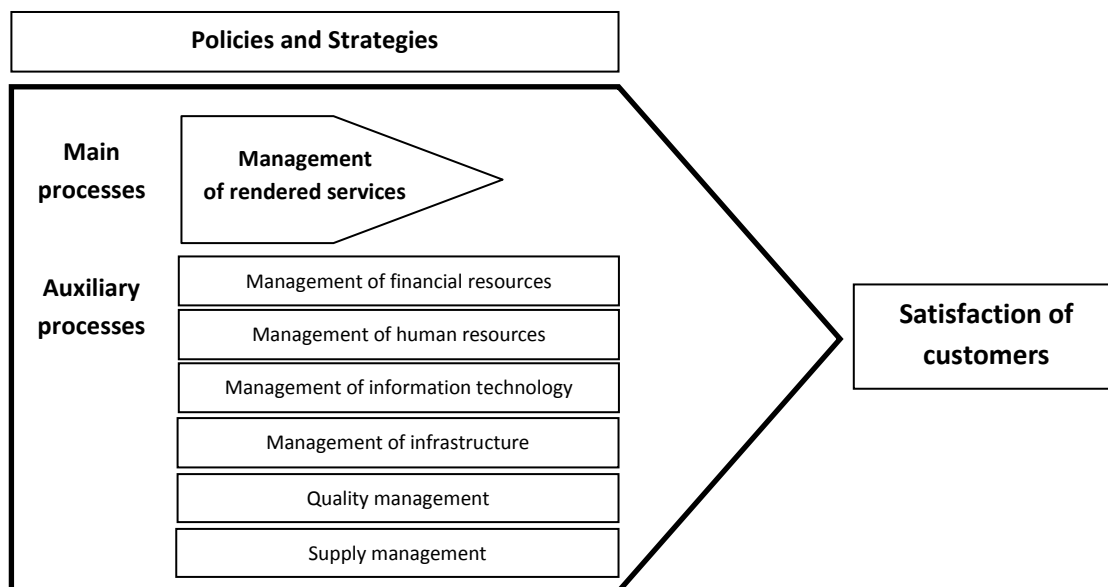 Policies and Strategies
Main
processes
Management
of rendered services
Auxiliary
processes
Management of financial resources
Management of human resources
Management of information technology
Management of infrastructure
Quality management
Supply management
Satisfaction of
customers